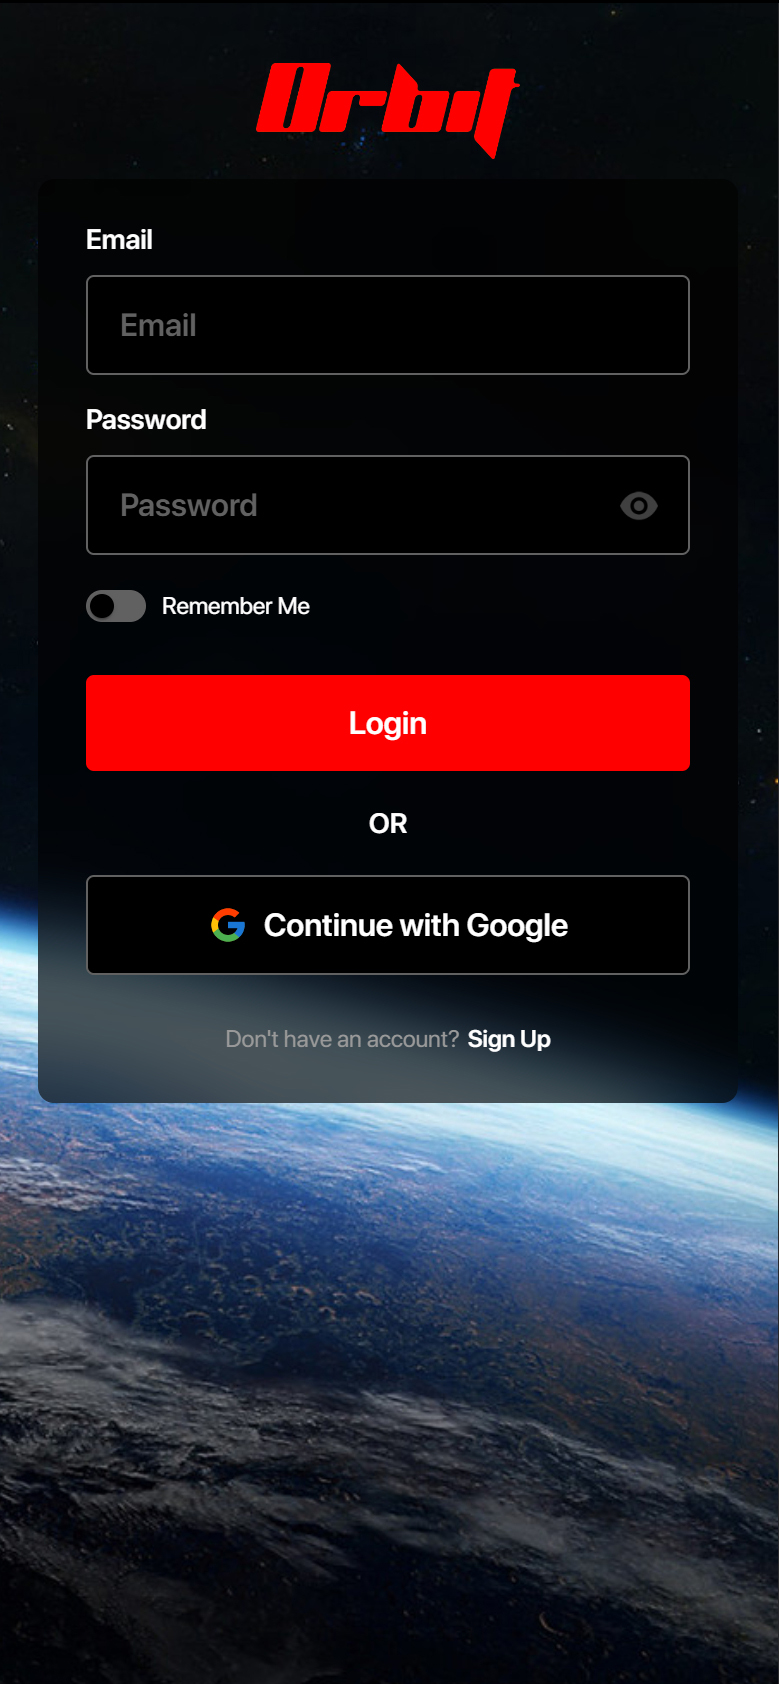 Orbit
Email
Email
Password
Password
Remember Me
Login
OR
Continue with Google
Don't have an account? Sign Up